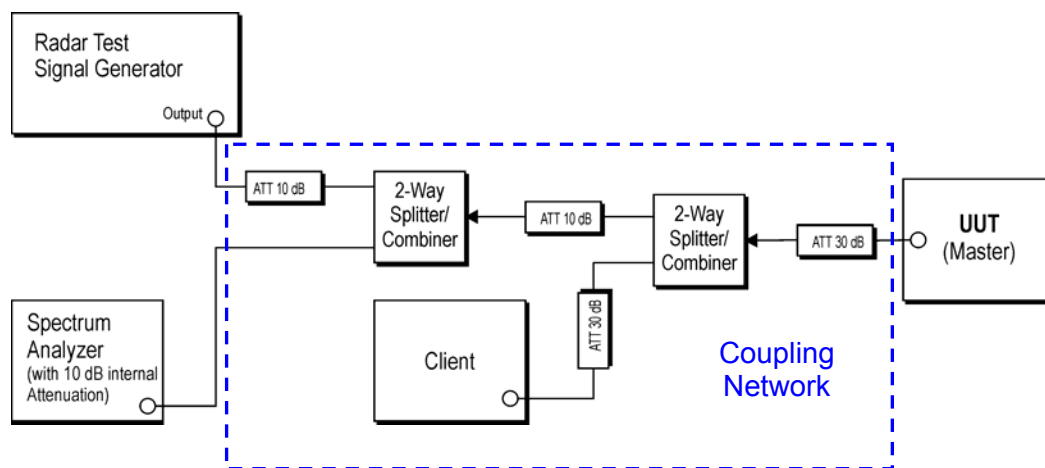 Radar Test
Signal Generator
Output
ATT 10 dB
2-Way
Splitter/
Combiner
ATT 10 dB
2-Way
Splitter/
Combiner
ATT 30 dB
UUT
(Master)
Spectrum
Analyzer
(with 10 dB internal
Attenuation)
Client
ATT 30 dB
Coupling
Network